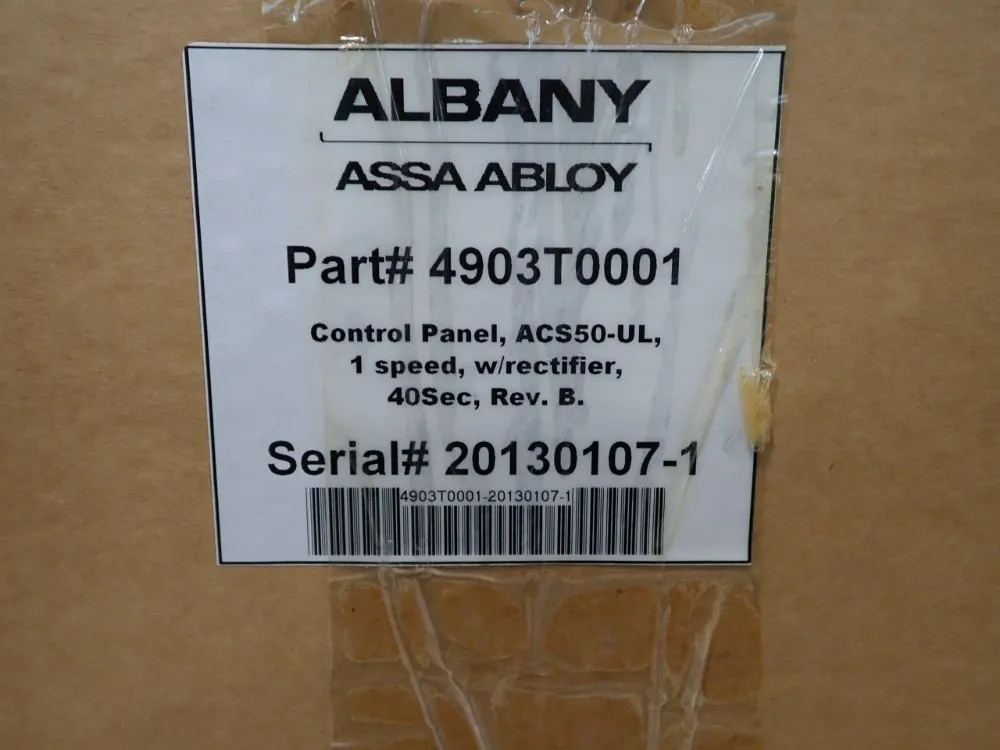 ALBANY
ASSA ABLOY
Part# 4903T0001
Control Panel, ACS50-UL,
1 speed, w/rectifier,
40Sec, Rev. B.
Serial# 20130107-1
4903T0001-20130107-1